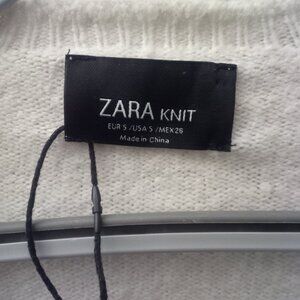 ZARA KNIT
EUR S /USA S /MEX 26
Made in China